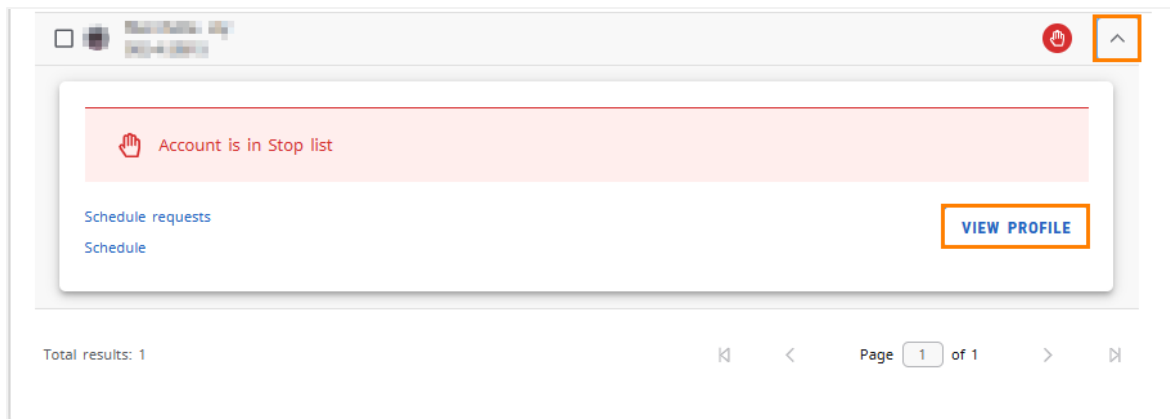 Account is in Stop list
Schedule requests
VIEW PROFILE
Schedule
Total results: 1
Page 1 of 1